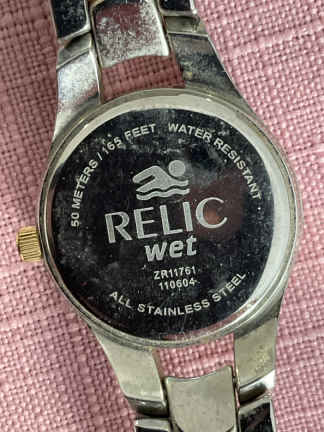 50 METERS / 165 FEET WATER RESISTANT
RELIC
wet
ZR11761
110604
ALL STAINLESS STEEL